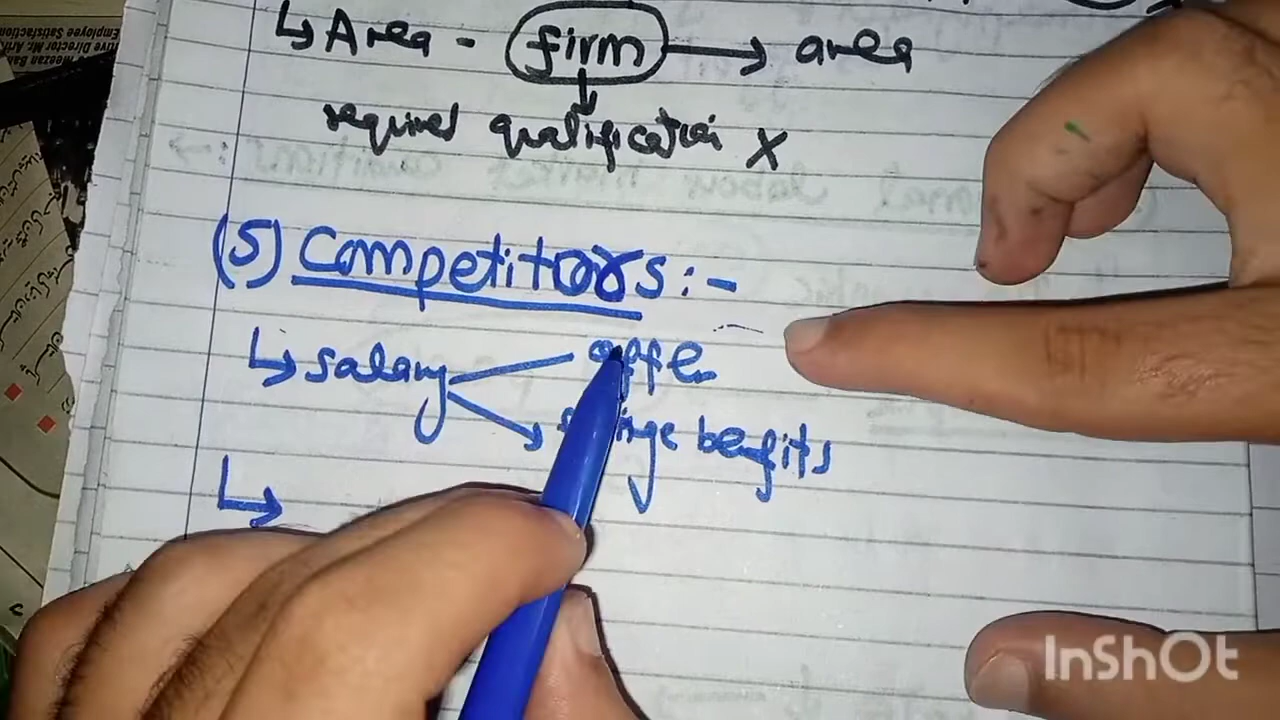 ↳ Area - firm → area
↓
required qualification X
(5) Competitors :-
↳ salary offer
→ fringe benefits
↳
InShOt